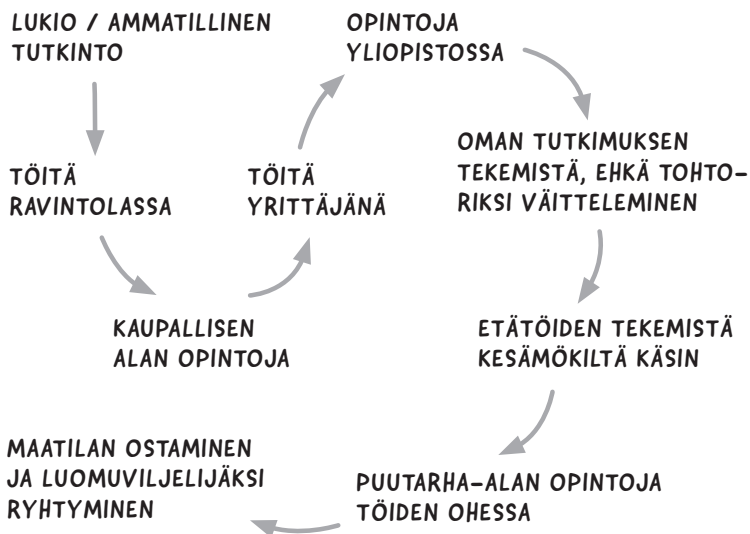 LUKIO / AMMATILLINEN
TUTKINTO
TÖITÄ
RAVINTOLASSA
KAUPALLISEN
ALAN OPINTOJA
TÖITÄ
YRITTÄJÄNÄ
OPINTOJA
YLIOPISTOSSA
OMAN TUTKIMUKSEN
TEKEMISTÄ, EHKÄ TOHTO-
RIKSI VÄITTELEMINEN
ETÄTÖIDEN TEKEMISTÄ
KESÄMÖKILTÄ KÄSIN
PUUTARHA-ALAN OPINTOJA
TÖIDEN OHESSA
MAATILAN OSTAMINEN
JA LUOMUVILJELIJÄKSI
RYHTYMINEN